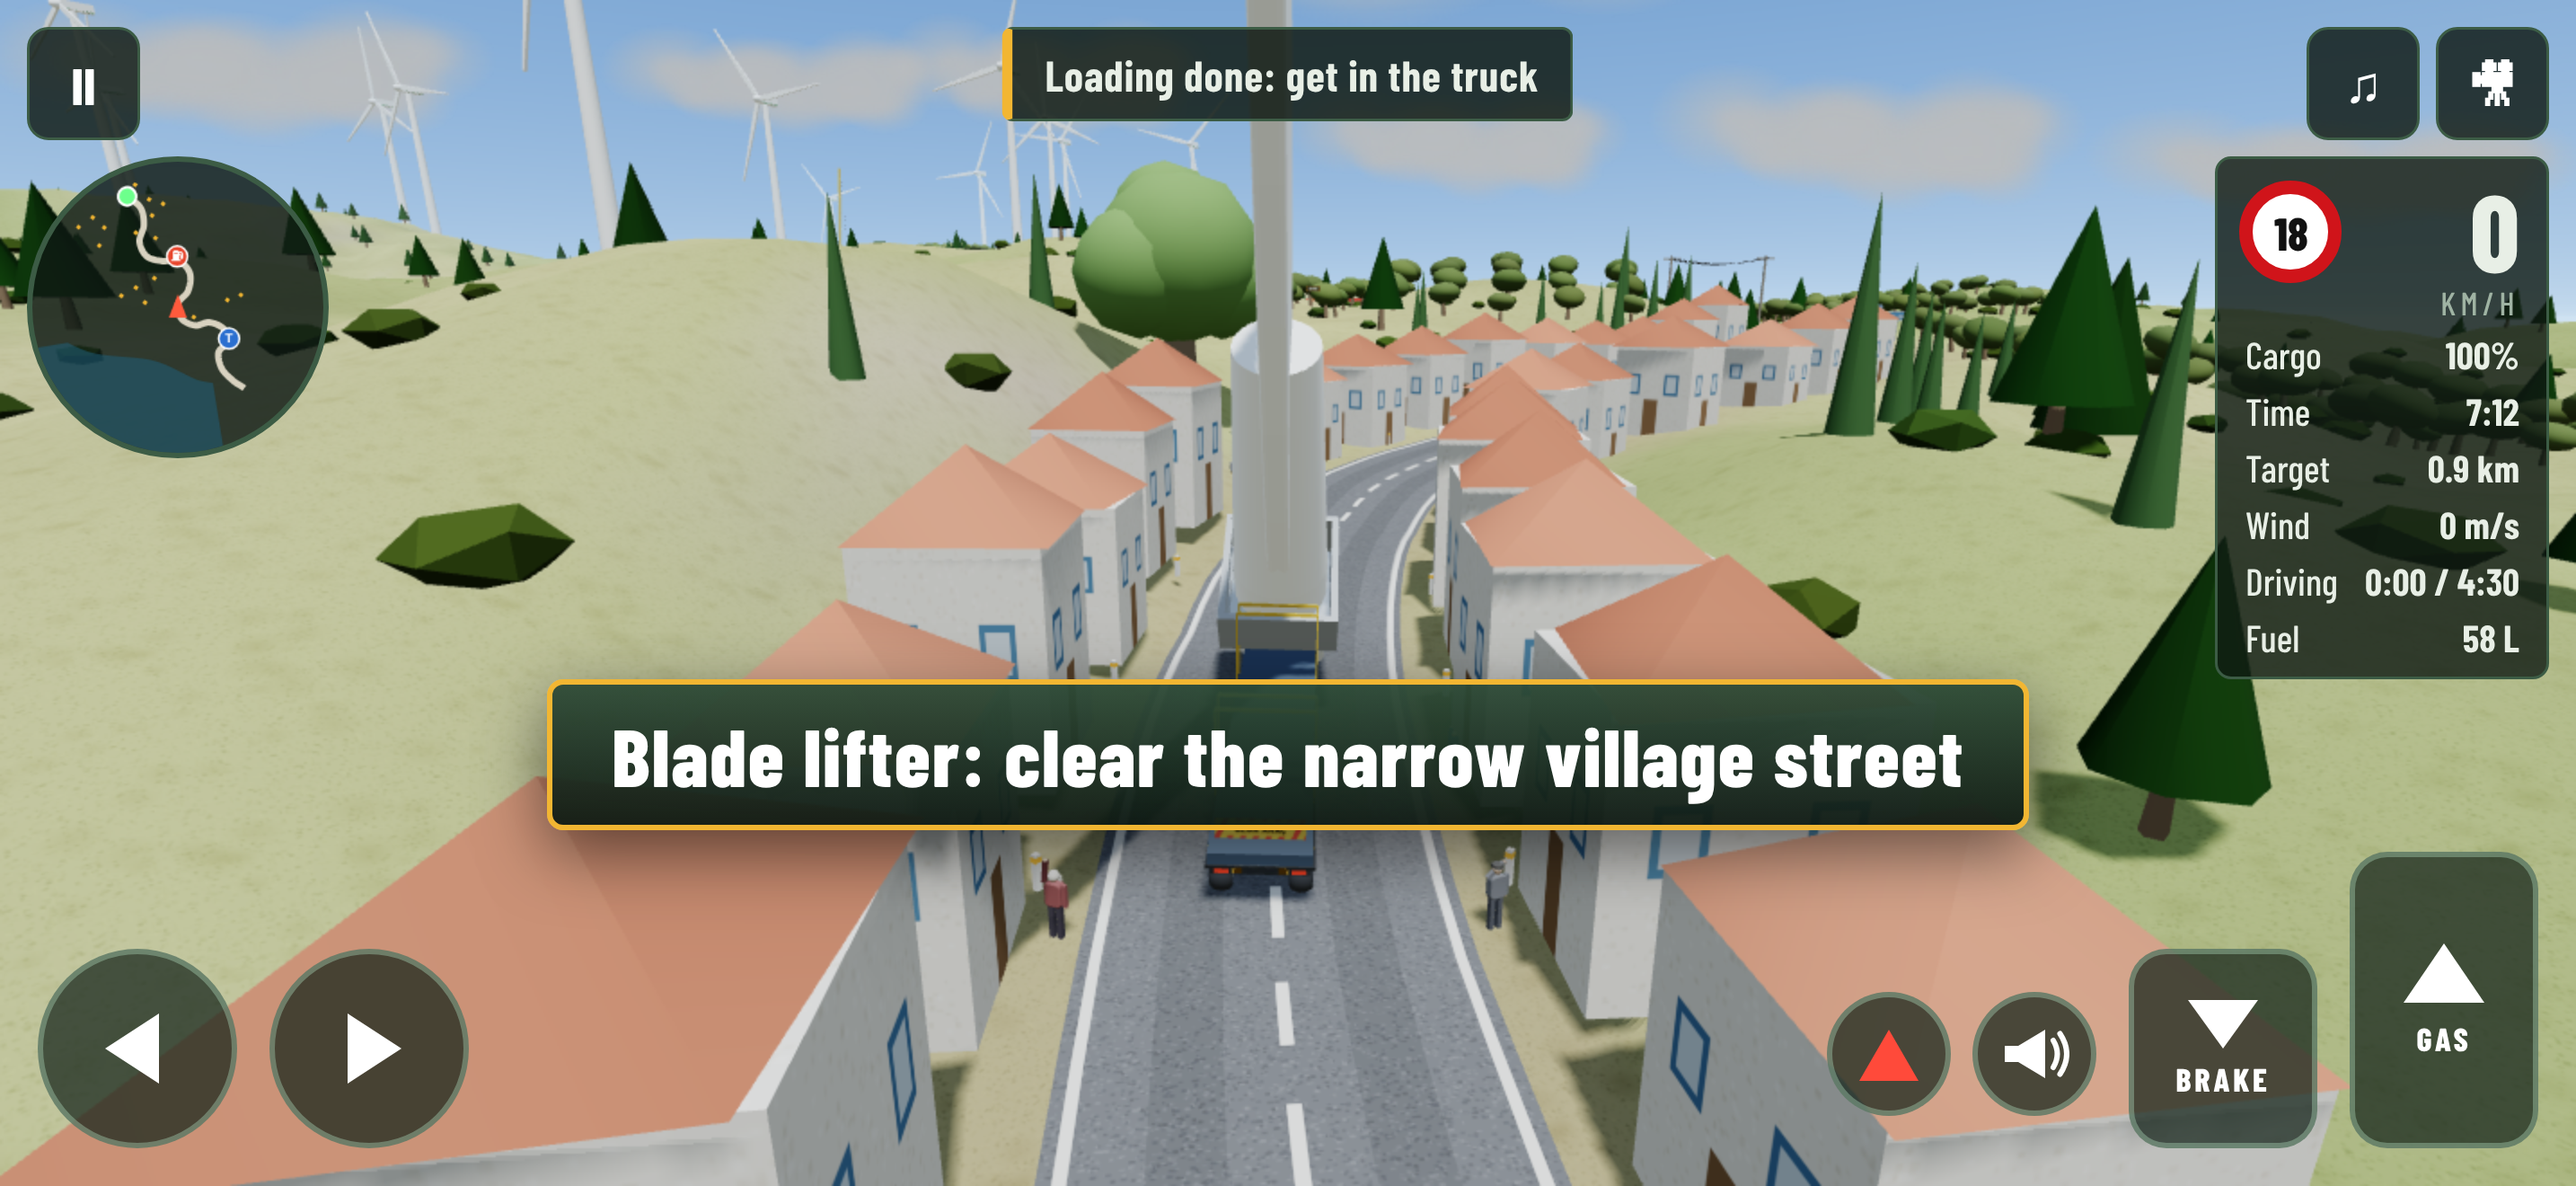 Loading done: get in the truck
18
0
KM/H
Cargo 100%
Time 7:12
Target 0.9 km
Wind 0 m/s
Driving 0:00 / 4:30
Fuel 58 L
T
Blade lifter: clear the narrow village street
BRAKE
GAS